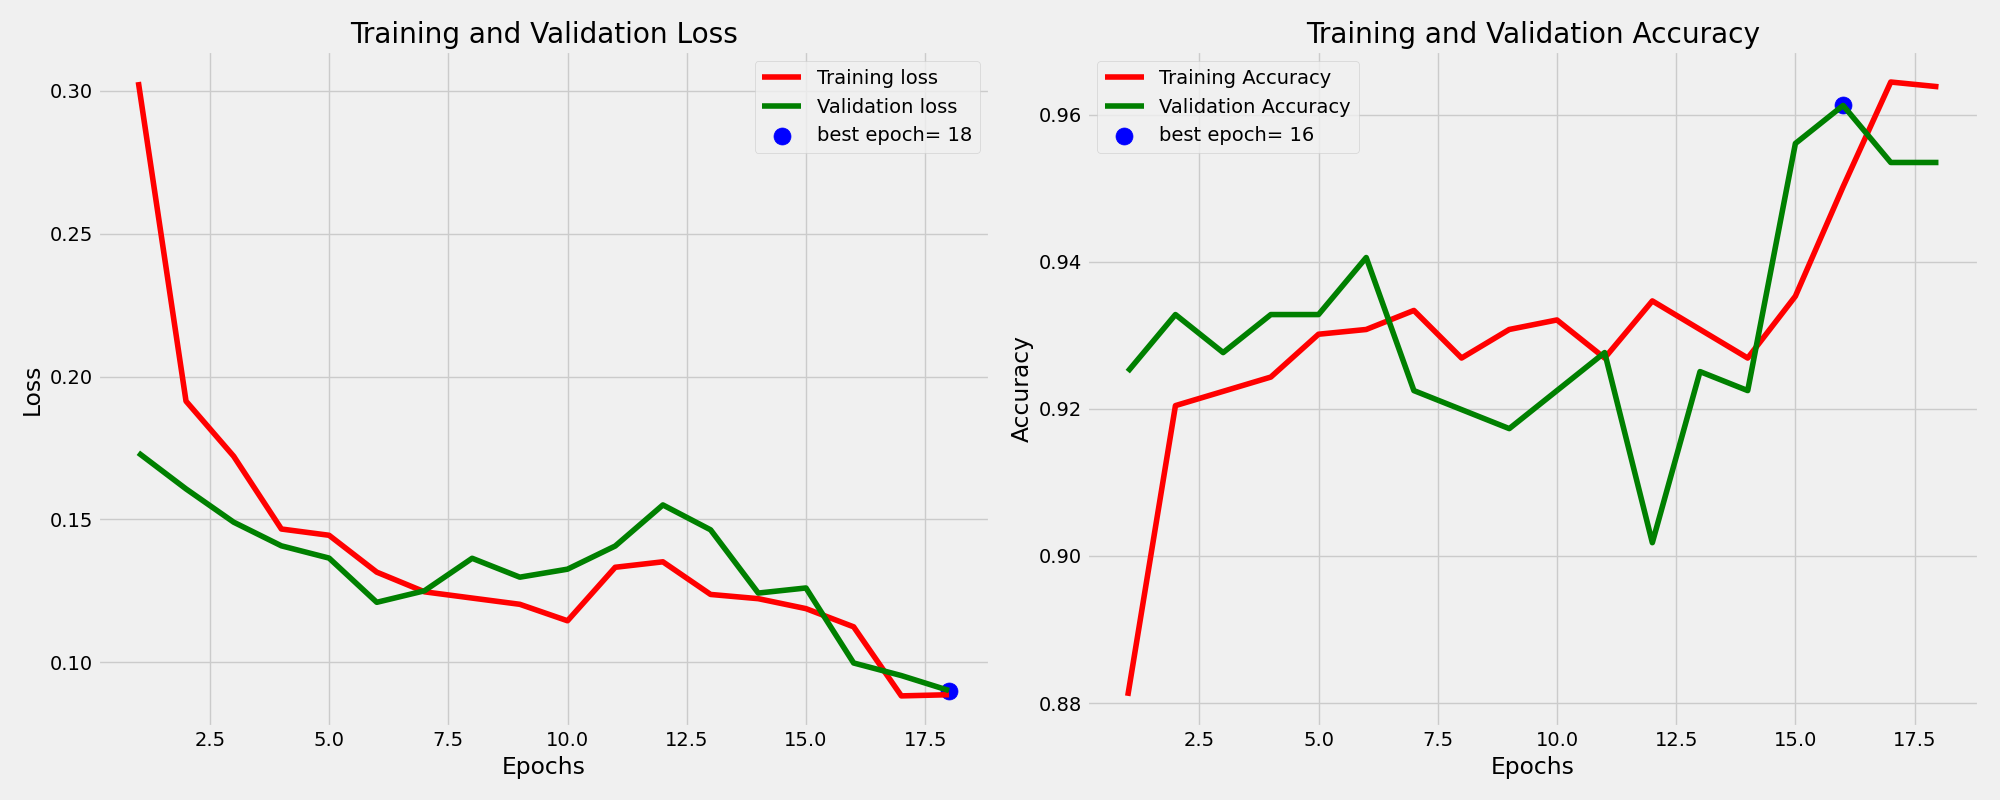 Training and Validation Loss
Training loss
Validation loss
best epoch= 18
0.30
0.25
0.20
0.15
0.10
Loss
2.5 5.0 7.5 10.0 12.5 15.0 17.5
Epochs
Training and Validation Accuracy
Training Accuracy
Validation Accuracy
best epoch= 16
0.96
0.94
0.92
0.90
0.88
Accuracy
2.5 5.0 7.5 10.0 12.5 15.0 17.5
Epochs